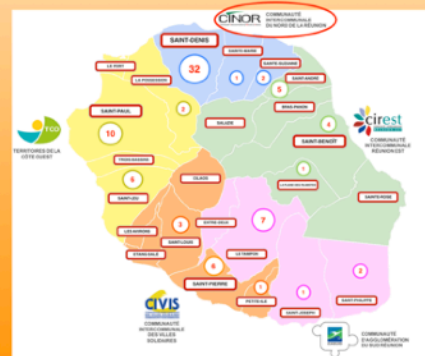 CINOR
COMMUNAUTÉ
INTERCOMMUNALE
DU NORD DE LA RÉUNION
SAINT-DENIS
SAINTE-MARIE
SAINTE-SUZANNE
LE PORT
32
1
2
SAINT-ANDRÉ
LA POSSESSION
5
SAINT-PAUL
2
BRAS-PANON
TCO
TERRITOIRES DE LA
CÔTE OUEST
10
SALAZIE
4
cirest
COMMUNAUTÉ
INTERCOMMUNALE
RÉUNION EST
SAINT-BENOÎT
TROIS-BASSINS
1
5
CILAOS
SAINTE-ROSE
SAINT-LEU
LES AVIRONS
3
ENTRE-DEUX
7
ETANG-SALÉ
SAINT-LOUIS
LE TAMPON
6
2
SAINT-PIERRE
1
1
SAINT-PHILIPPE
PETITE-ILE
SAINT-JOSEPH
CIVIS
COMMUNAUTÉ
INTERCOMMUNALE
DES VILLES
SOLIDAIRES
COMMUNAUTÉ
D'AGGLOMÉRATION
DU SUD RÉUNION